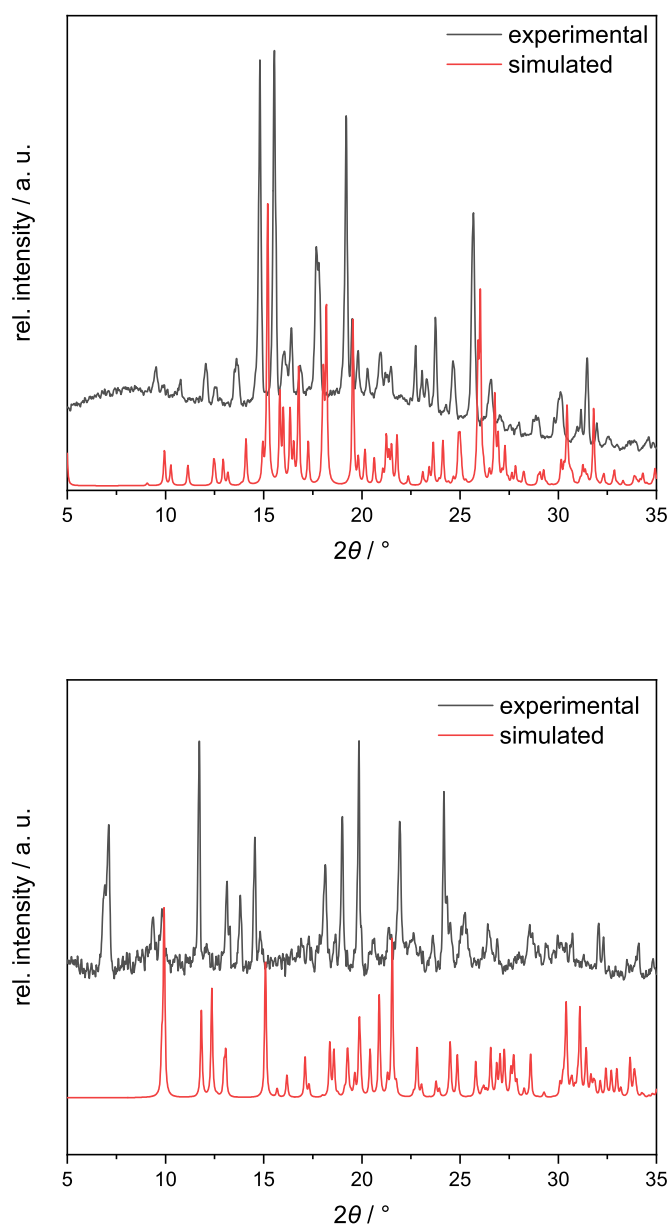 experimental
simulated
rel. intensity / a. u.
5 10 15 20 25 30 35
2θ / °
experimental
simulated
rel. intensity / a. u.
5 10 15 20 25 30 35
2θ / °